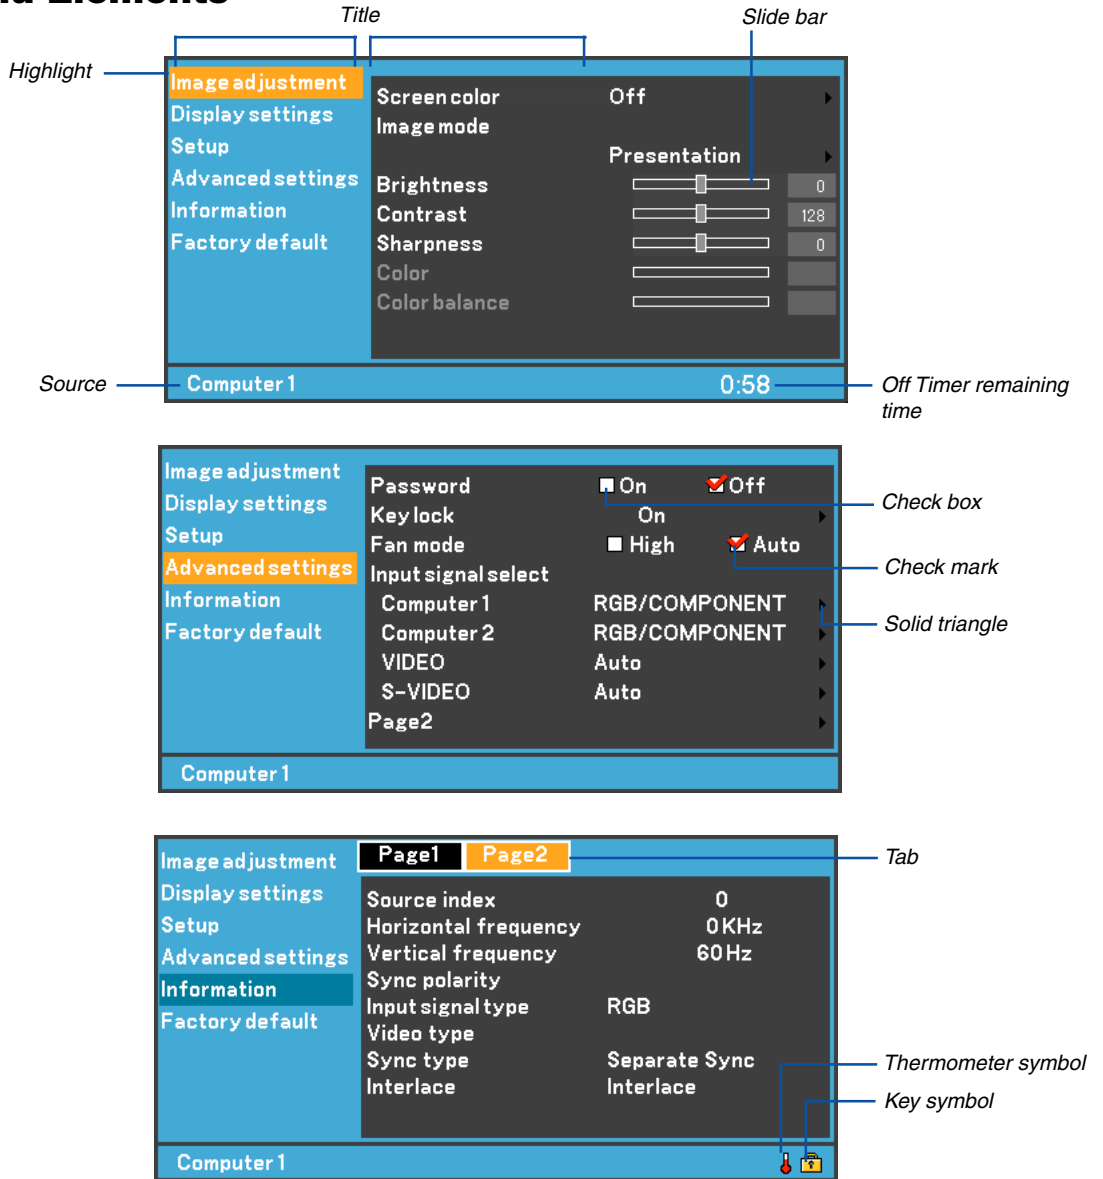 Title
Slide bar
Highlight
Image adjustment
Display settings
Setup
Advanced settings
Information
Factory default
Screen color Off
Image mode
Presentation
Brightness 0
Contrast 128
Sharpness 0
Color
Color balance
Source
Computer 1 0:58
Off Timer remaining
time
Image adjustment
Display settings
Setup
Advanced settings
Information
Factory default
Password On Off
Key lock On
Fan mode High Auto
Input signal select
Computer 1 RGB/COMPONENT
Computer 2 RGB/COMPONENT
VIDEO Auto
S-VIDEO Auto
Page2
Check box
Check mark
Solid triangle
Computer 1
Page1 Page2
Tab
Image adjustment
Display settings
Setup
Advanced settings
Information
Factory default
Source index 0
Horizontal frequency 0 KHz
Vertical frequency 60 Hz
Sync polarity
Input signal type RGB
Video type
Sync type Separate Sync
Interlace Interlace
Thermometer symbol
Key symbol
Computer 1